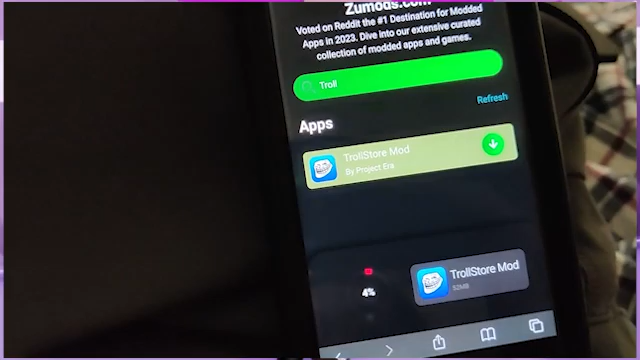 Zumods.com
Voted on Reddit the #1 Destination for Modded
Apps in 2023. Dive into our extensive curated
collection of modded apps and games.
Troll
Refresh
Apps
TrollStore Mod
By Project Era
TrollStore Mod
52MB
4%